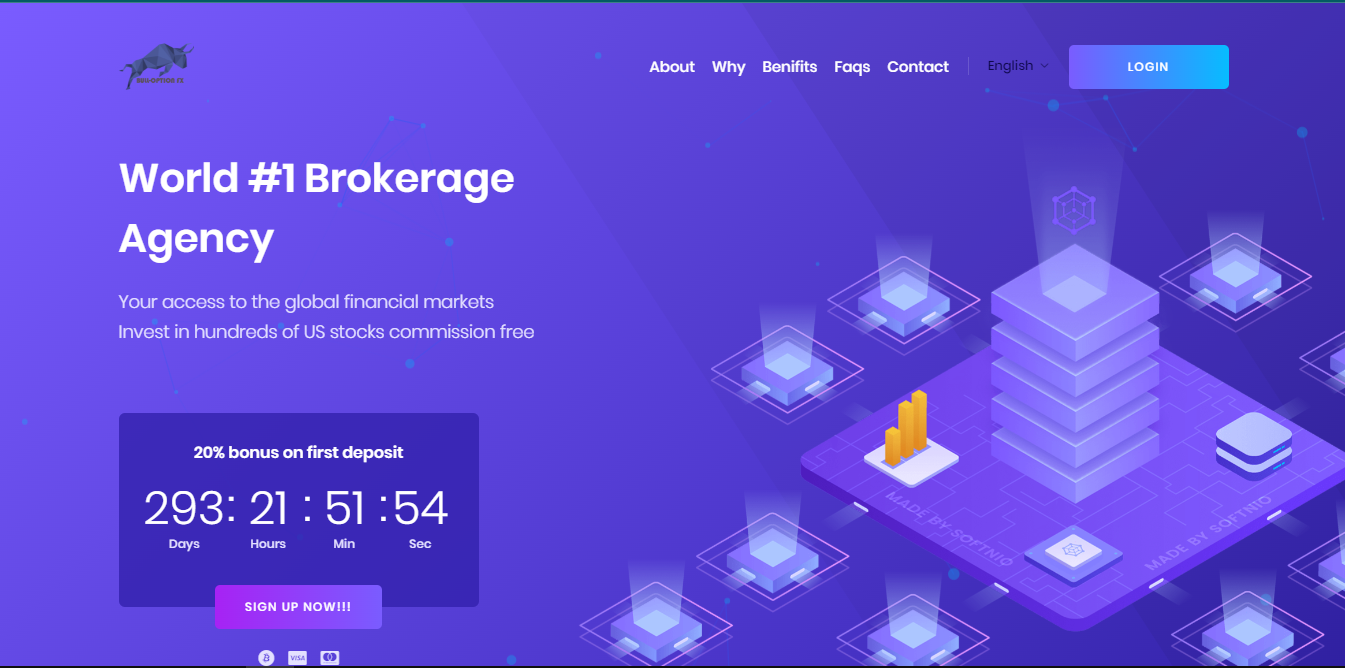 About Why Benifits Faqs Contact English LOGIN
World #1 Brokerage
Agency
Your access to the global financial markets
Invest in hundreds of US stocks commission free
20% bonus on first deposit
293: 21 : 51 : 54
Days Hours Min Sec
SIGN UP NOW!!!
VISA
MADE BY SOFTNIO
MADE BY SOFTNIO